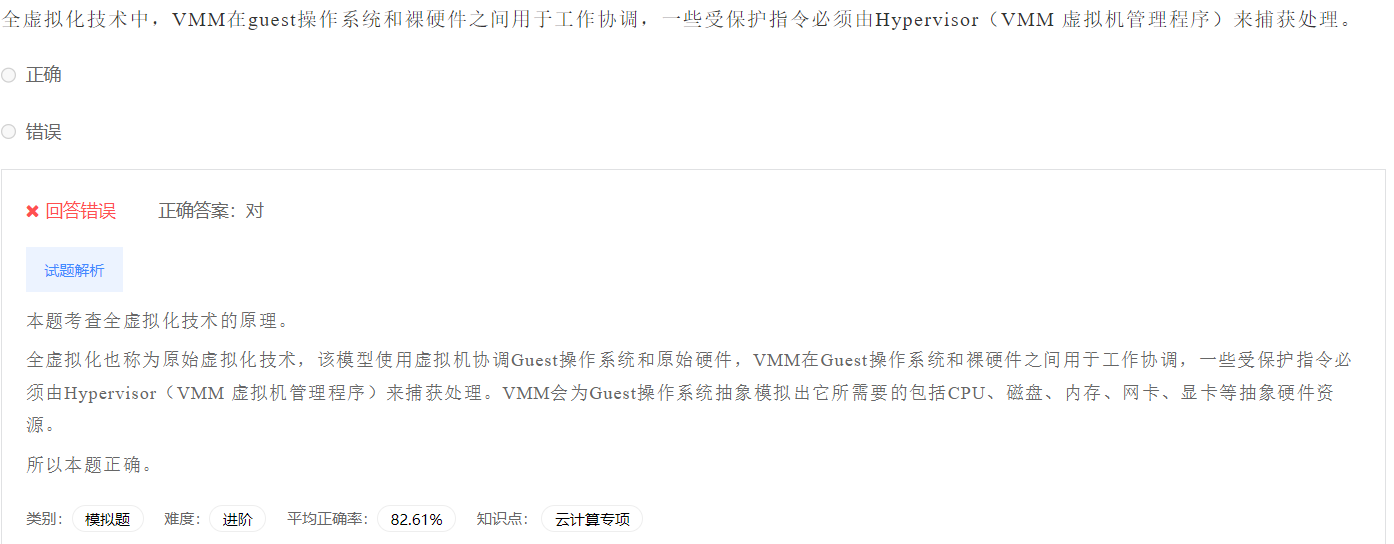 全虚拟化技术中，VMM在guest操作系统和裸硬件之间用于工作协调，一些受保护指令必须由Hypervisor（VMM 虚拟机管理程序）来捕获处理。
正确
错误
回答错误 正确答案：对
试题解析
本题考查全虚拟化技术的原理。
全虚拟化也称为原始虚拟化技术，该模型使用虚拟机协调Guest操作系统和原始硬件，VMM在Guest操作系统和裸硬件之间用于工作协调，一些受保护指令必
须由Hypervisor（VMM 虚拟机管理程序）来捕获处理。VMM会为Guest操作系统抽象模拟出它所需要的包括CPU、磁盘、内存、网卡、显卡等抽象硬件资
源。
所以本题正确。
类别： 模拟题 难度： 进阶 平均正确率： 82.61% 知识点： 云计算专项